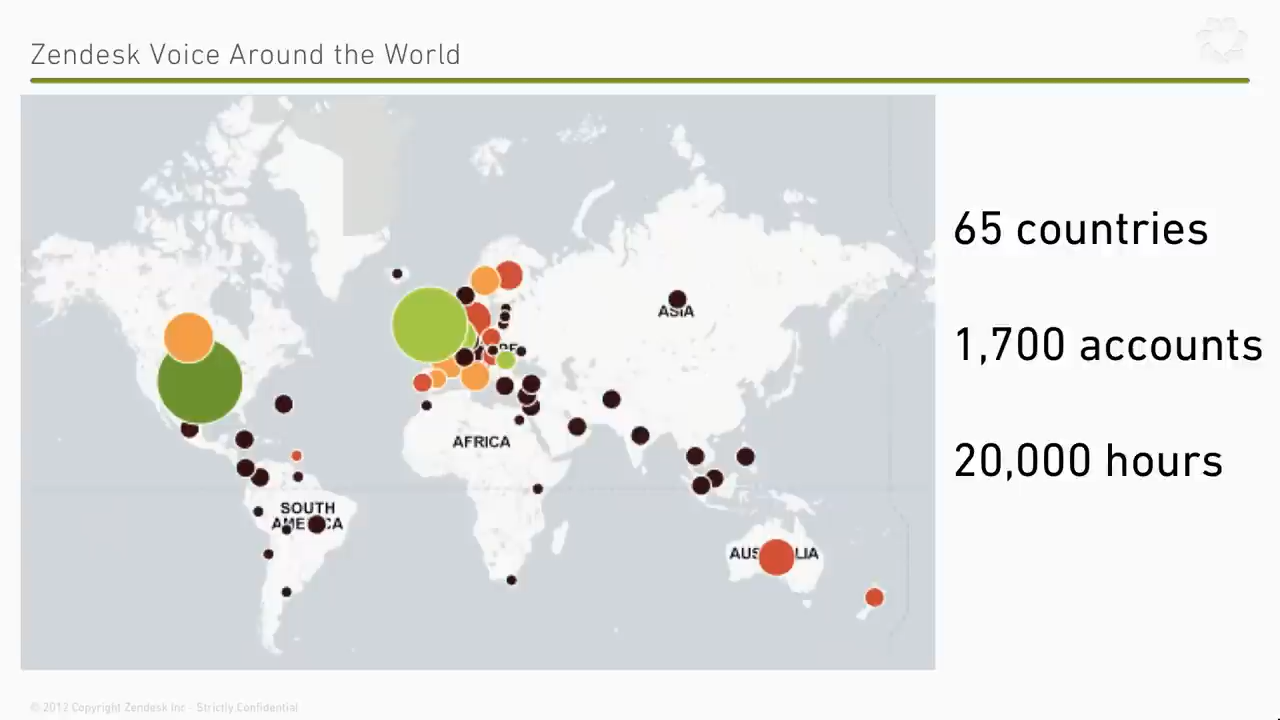 Zendesk Voice Around the World
65 countries
1,700 accounts
20,000 hours
ASIA
AFRICA
SOUTH
© 2012 Copyright Zendesk Inc - Strictly Confidential